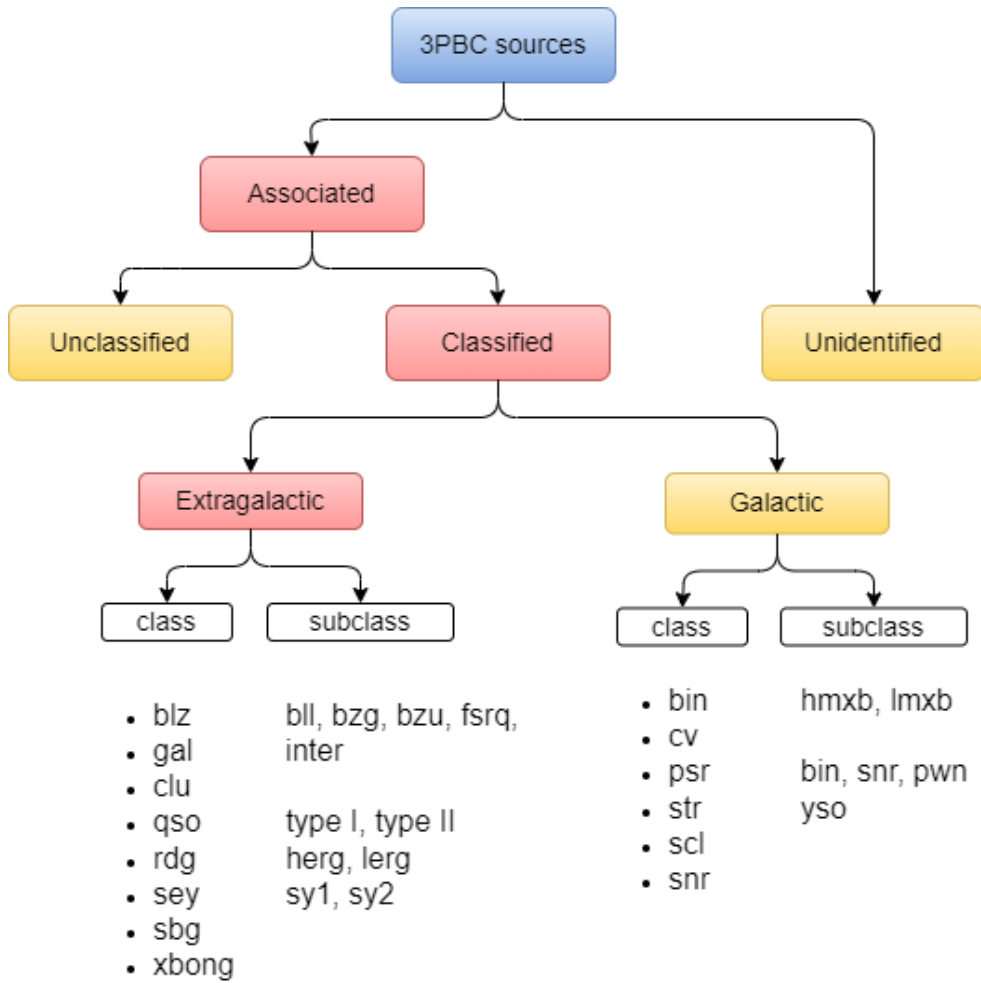 3PBC sources
Associated
Unclassified
Classified
Unidentified
Extragalactic
Galactic
class
subclass
• blz bll, bzg, bzu, fsrq,
• gal inter
• clu
• qso type I, type II
• rdg herg, lerg
• sey sy1, sy2
• sbg
• xbong
class
subclass
• bin hmxb, lmxb
• cv
• psr bin, snr, pwn
• str yso
• scl
• snr